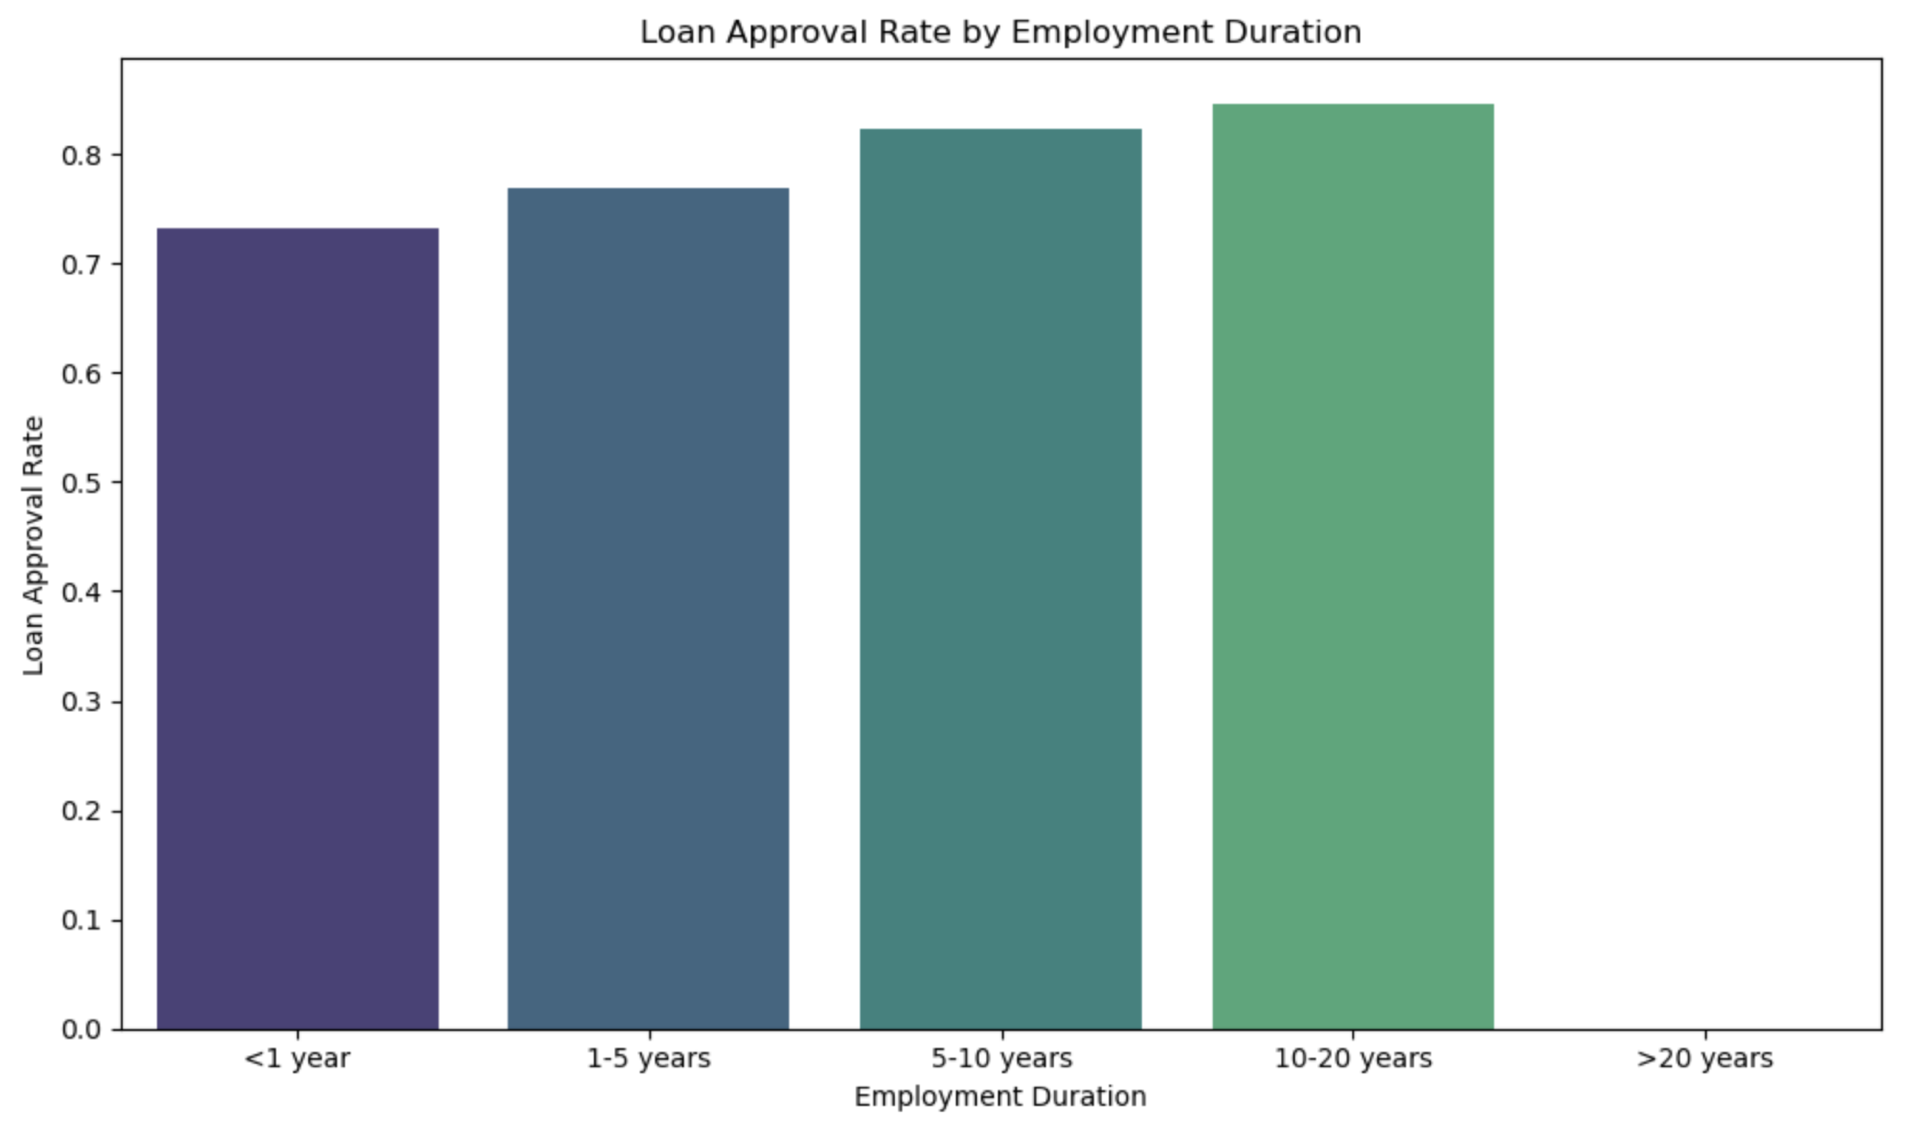 Loan Approval Rate by Employment Duration
Loan Approval Rate
0.8
0.7
0.6
0.5
0.4
0.3
0.2
0.1
0.0
<1 year
1-5 years
5-10 years
10-20 years
>20 years
Employment Duration